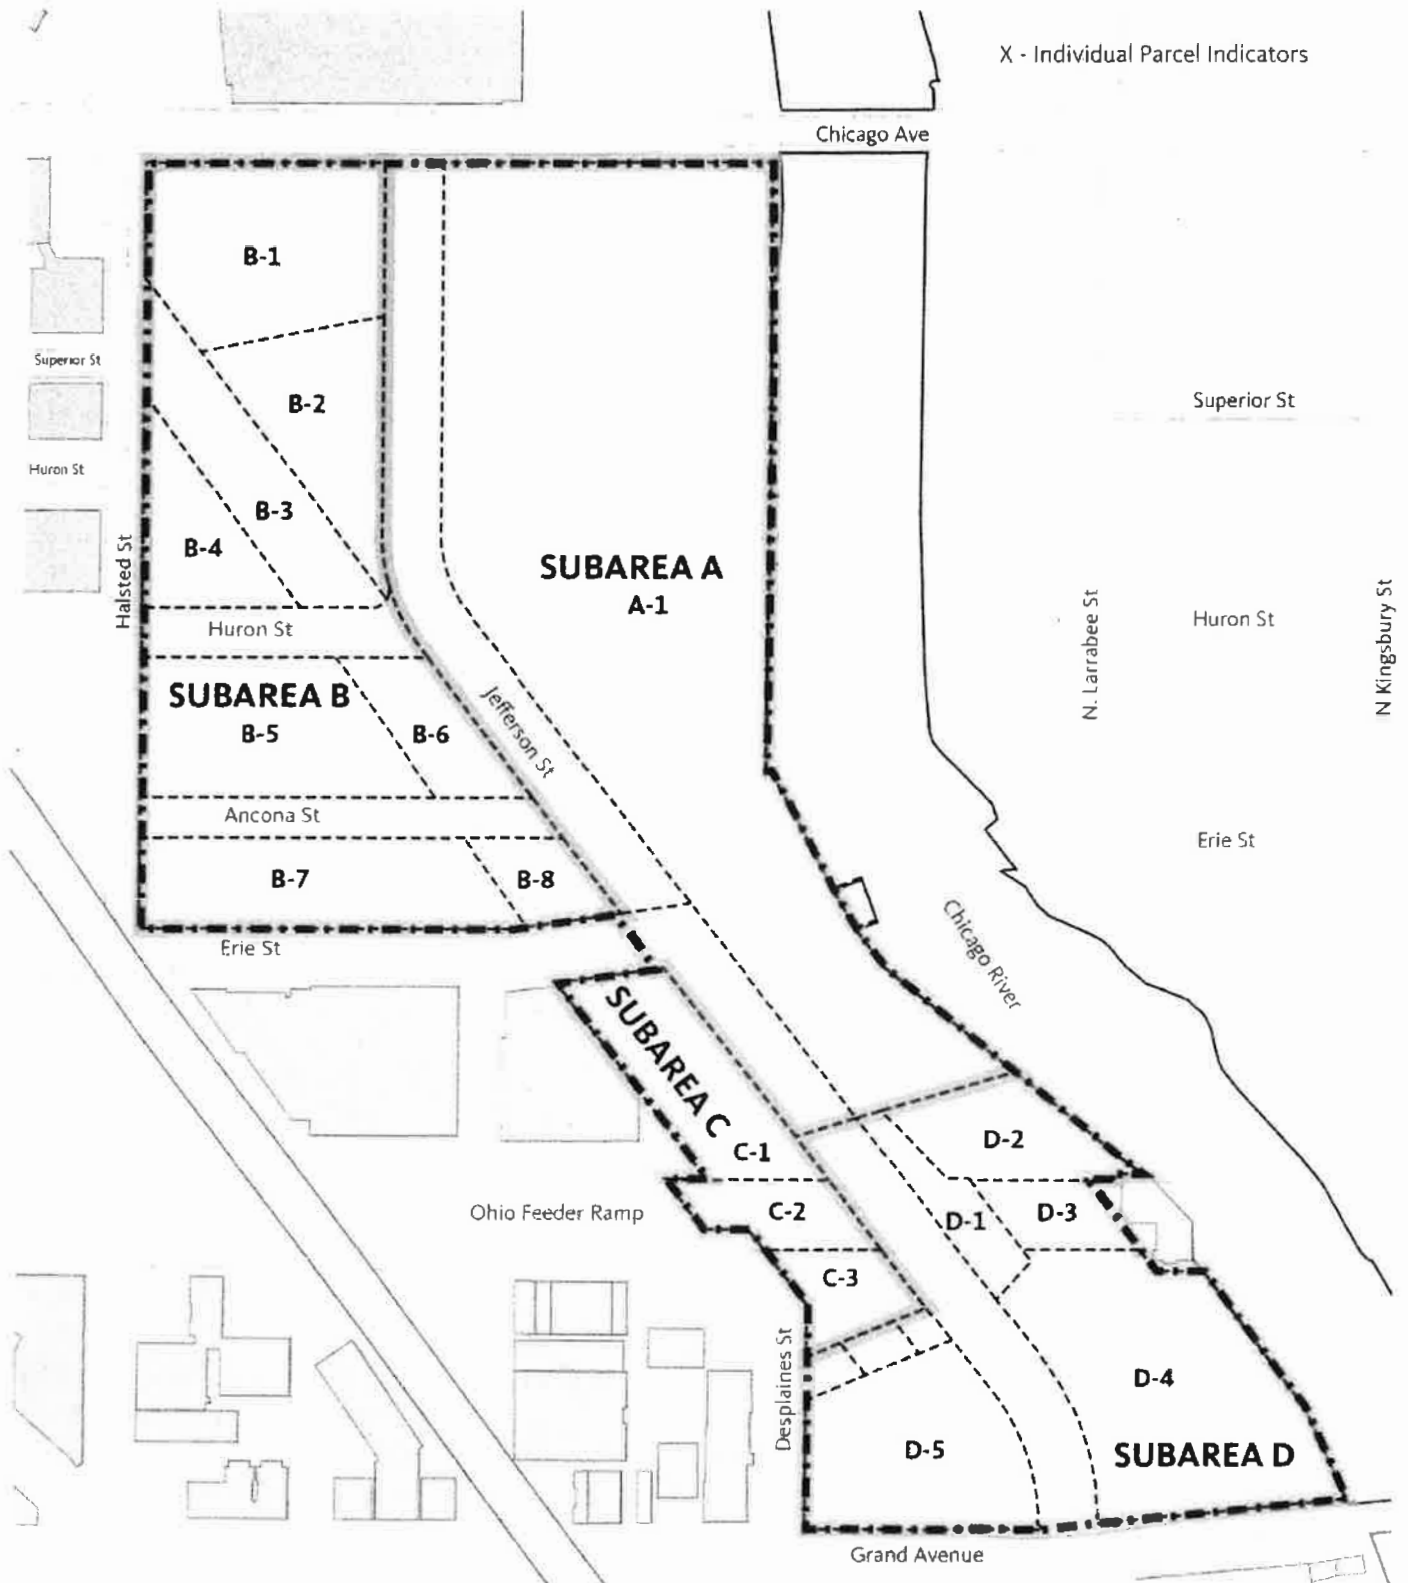 X - Individual Parcel Indicators
Chicago Ave
B-1
Superior St
B-2
Superior St
Huron St
B-3
B-4
Halsted St
SUBAREA A
A-1
Huron St
N. Larrabee St
Huron St
N Kingsbury St
SUBAREA B
B-5
B-6
Jefferson St
Ancona St
Erie St
B-7
B-8
Erie St
Chicago River
SUBAREA C
C-1
D-2
Ohio Feeder Ramp
C-2
D-1
D-3
C-3
Desplaines St
D-4
D-5
SUBAREA D
Grand Avenue